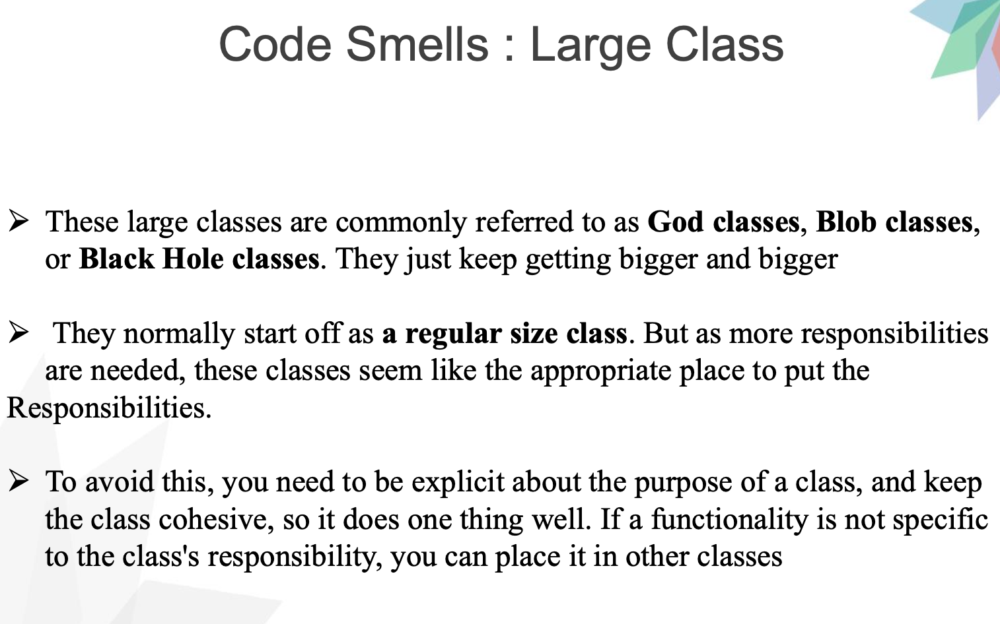 Code Smells : Large Class
➢ These large classes are commonly referred to as God classes, Blob classes,
or Black Hole classes. They just keep getting bigger and bigger
➢ They normally start off as a regular size class. But as more responsibilities
are needed, these classes seem like the appropriate place to put the
Responsibilities.
➢ To avoid this, you need to be explicit about the purpose of a class, and keep
the class cohesive, so it does one thing well. If a functionality is not specific
to the class's responsibility, you can place it in other classes